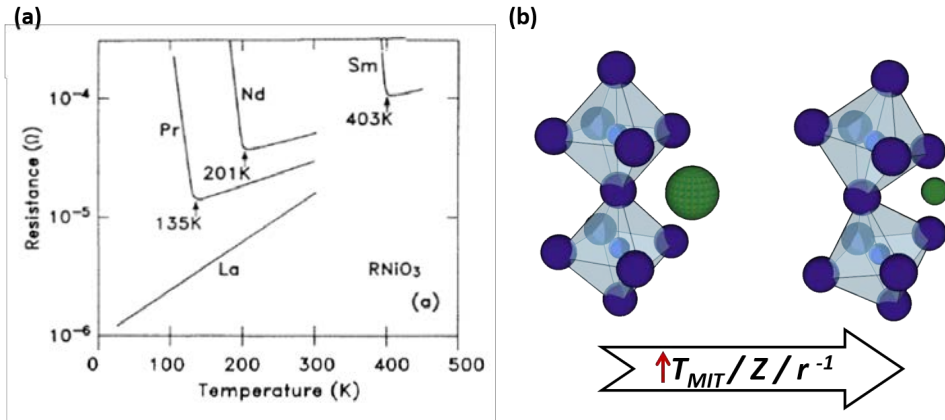 (a)
10⁻⁴
10⁻⁵
10⁻⁶
Resistance (Ω)
Pr
Nd
Sm
403K
201K
135K
La
RNiO₃
(a)
0
100
200
300
400
500
Temperature (K)
(b)
↑T_MIT / Z / r⁻¹